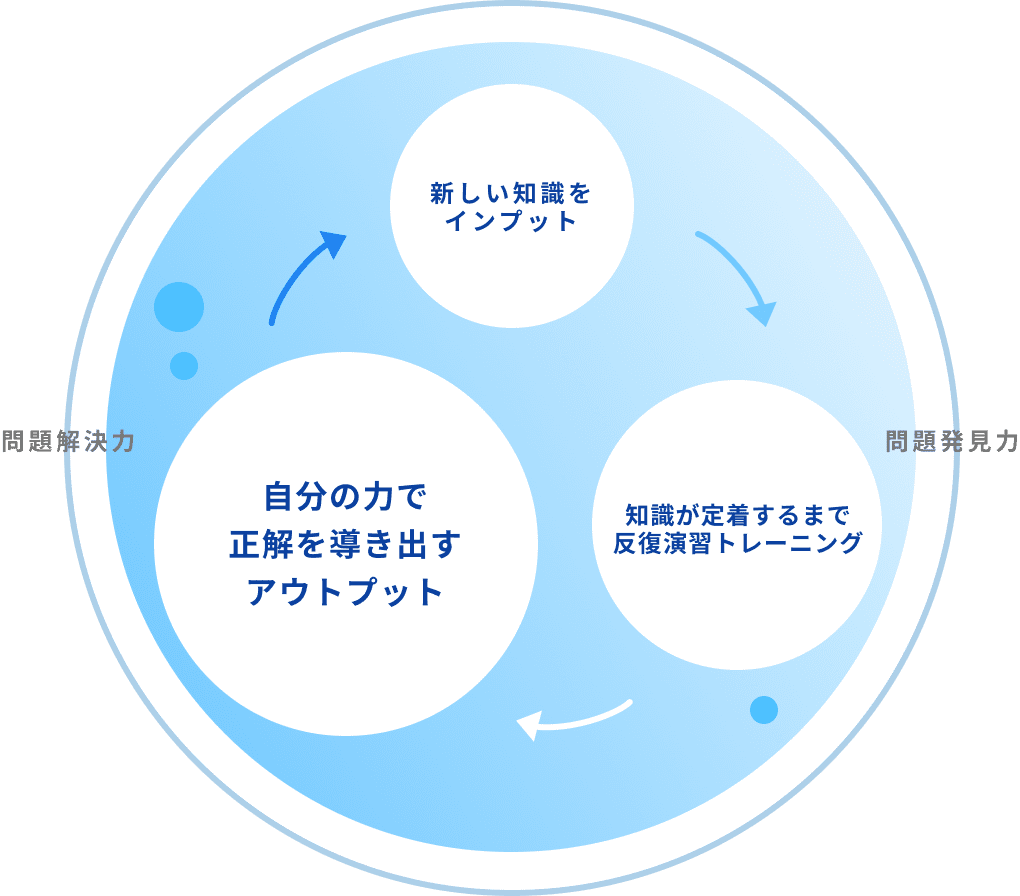 新しい知識を
インプット
問題解決力
問題発見力
自分の力で
正解を導き出す
アウトプット
知識が定着するまで
反復演習トレーニング